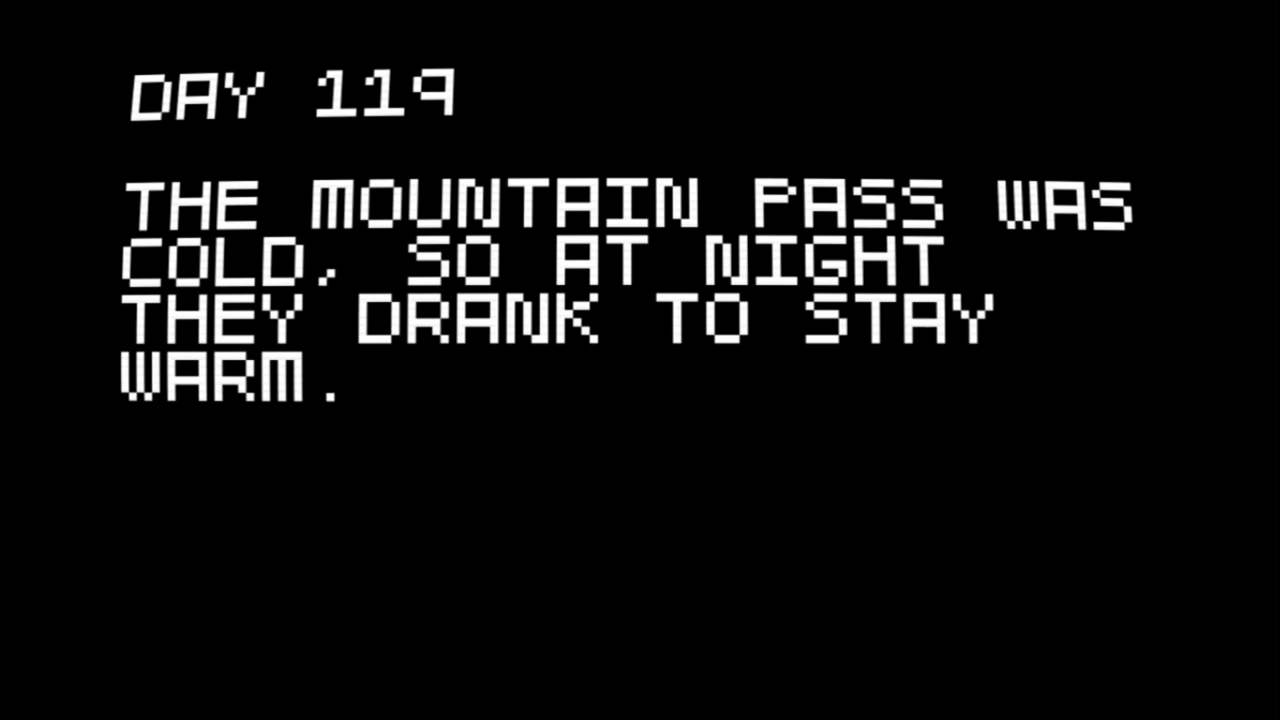 DAY 119
THE MOUNTAIN PASS WAS
COLD, SO AT NIGHT
THEY DRANK TO STAY
WARM.